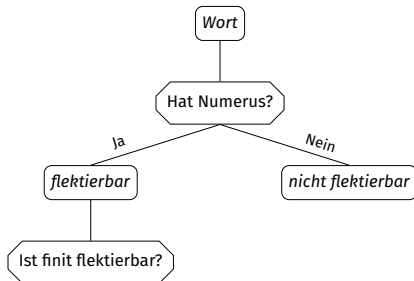 Wort
Hat Numerus?
Ja
Nein
flektierbar
nicht flektierbar
Ist finit flektierbar?